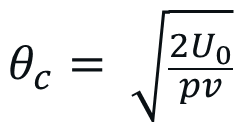 θ_c = √(2U_0/pv)